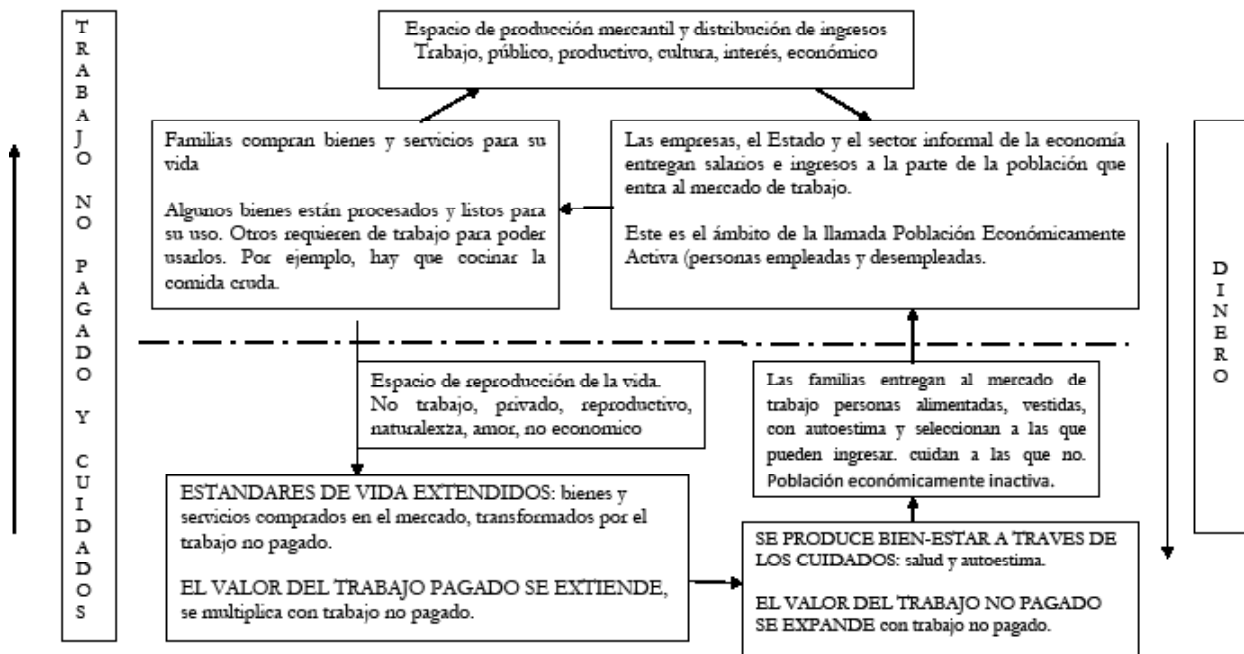 TRABAJO NO PAGADO Y CUIDADOS
Espacio de producción mercantil y distribución de ingresos
Trabajo, público, productivo, cultura, interés, económico
Familias compran bienes y servicios para su
vida
Algunos bienes están procesados y listos para
su uso. Otros requieren de trabajo para poder
usarlos. Por ejemplo, hay que cocinar la
comida cruda.
Las empresas, el Estado y el sector informal de la economía
entregan salarios e ingresos a la parte de la población que
entra al mercado de trabajo.
Este es el ámbito de la llamada Población Económicamente
Activa (personas empleadas y desempleadas.
DINERO
Espacio de reproducción de la vida.
No trabajo, privado, reproductivo,
naturalexza, amor, no economico
Las familias entregan al mercado de
trabajo personas alimentadas, vestidas,
con autoestima y seleccionan a las que
pueden ingresar. cuidan a las que no.
Población económicamente inactiva.
ESTANDARES DE VIDA EXTENDIDOS: bienes y
servicios comprados en el mercado, transformados por el
trabajo no pagado.
EL VALOR DEL TRABAJO PAGADO SE EXTIENDE,
se multiplica con trabajo no pagado.
SE PRODUCE BIEN-ESTAR A TRAVES DE
LOS CUIDADOS: salud y autoestima.
EL VALOR DEL TRABAJO NO PAGADO
SE EXPANDE con trabajo no pagado.